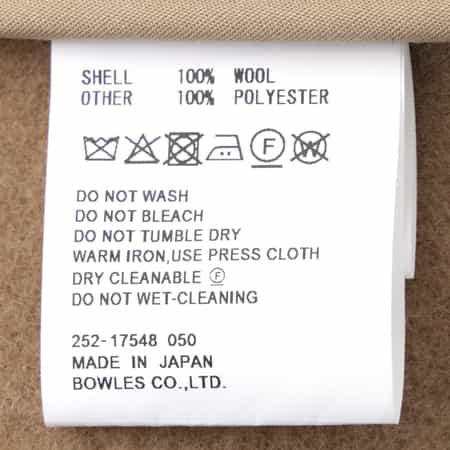 SHELL 100% WOOL
OTHER 100% POLYESTER
F W
DO NOT WASH
DO NOT BLEACH
DO NOT TUMBLE DRY
WARM IRON,USE PRESS CLOTH
DRY CLEANABLE Ⓕ
DO NOT WET-CLEANING
252-17548 050
MADE IN JAPAN
BOWLES CO.,LTD.